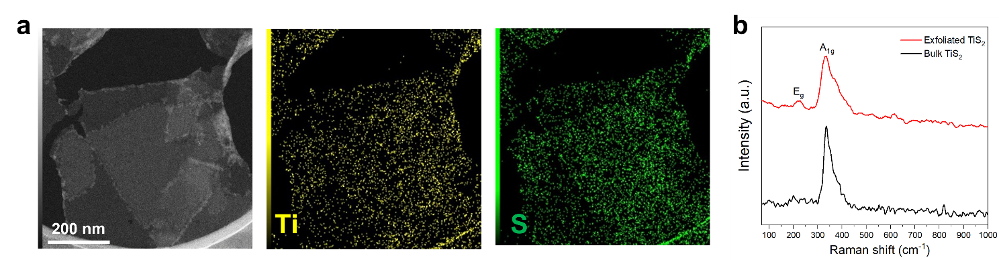 a
200 nm
Ti
S
b
Exfoliated TiS₂
Bulk TiS₂
A₁g
Eg
Intensity (a.u.)
100 200 300 400 500 600 700 800 900 1000
Raman shift (cm⁻¹)